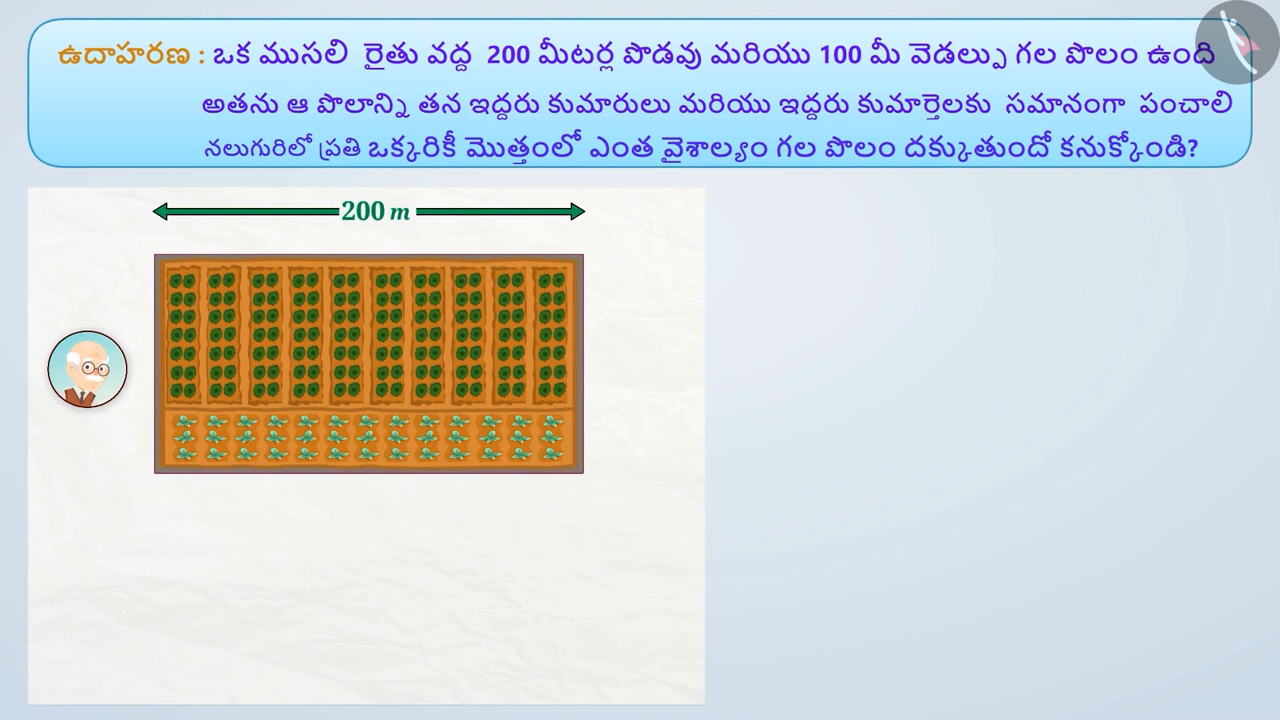 ఉదాహరణ : ఒక ముసలి రైతు వద్ద 200 మీటర్ల పొడవు మరియు 100 మీ వెడల్పు గల పొలం ఉంది
అతను ఆ పొలాన్ని తన ఇద్దరు కుమారులు మరియు ఇద్దరు కుమార్తెలకు సమానంగా పంచాలి
నలుగురిలో ప్రతి ఒక్కరికీ మొత్తంలో ఎంత వైశాల్యం గల పొలం దక్కుతుందో కనుక్కోండి?
200 m